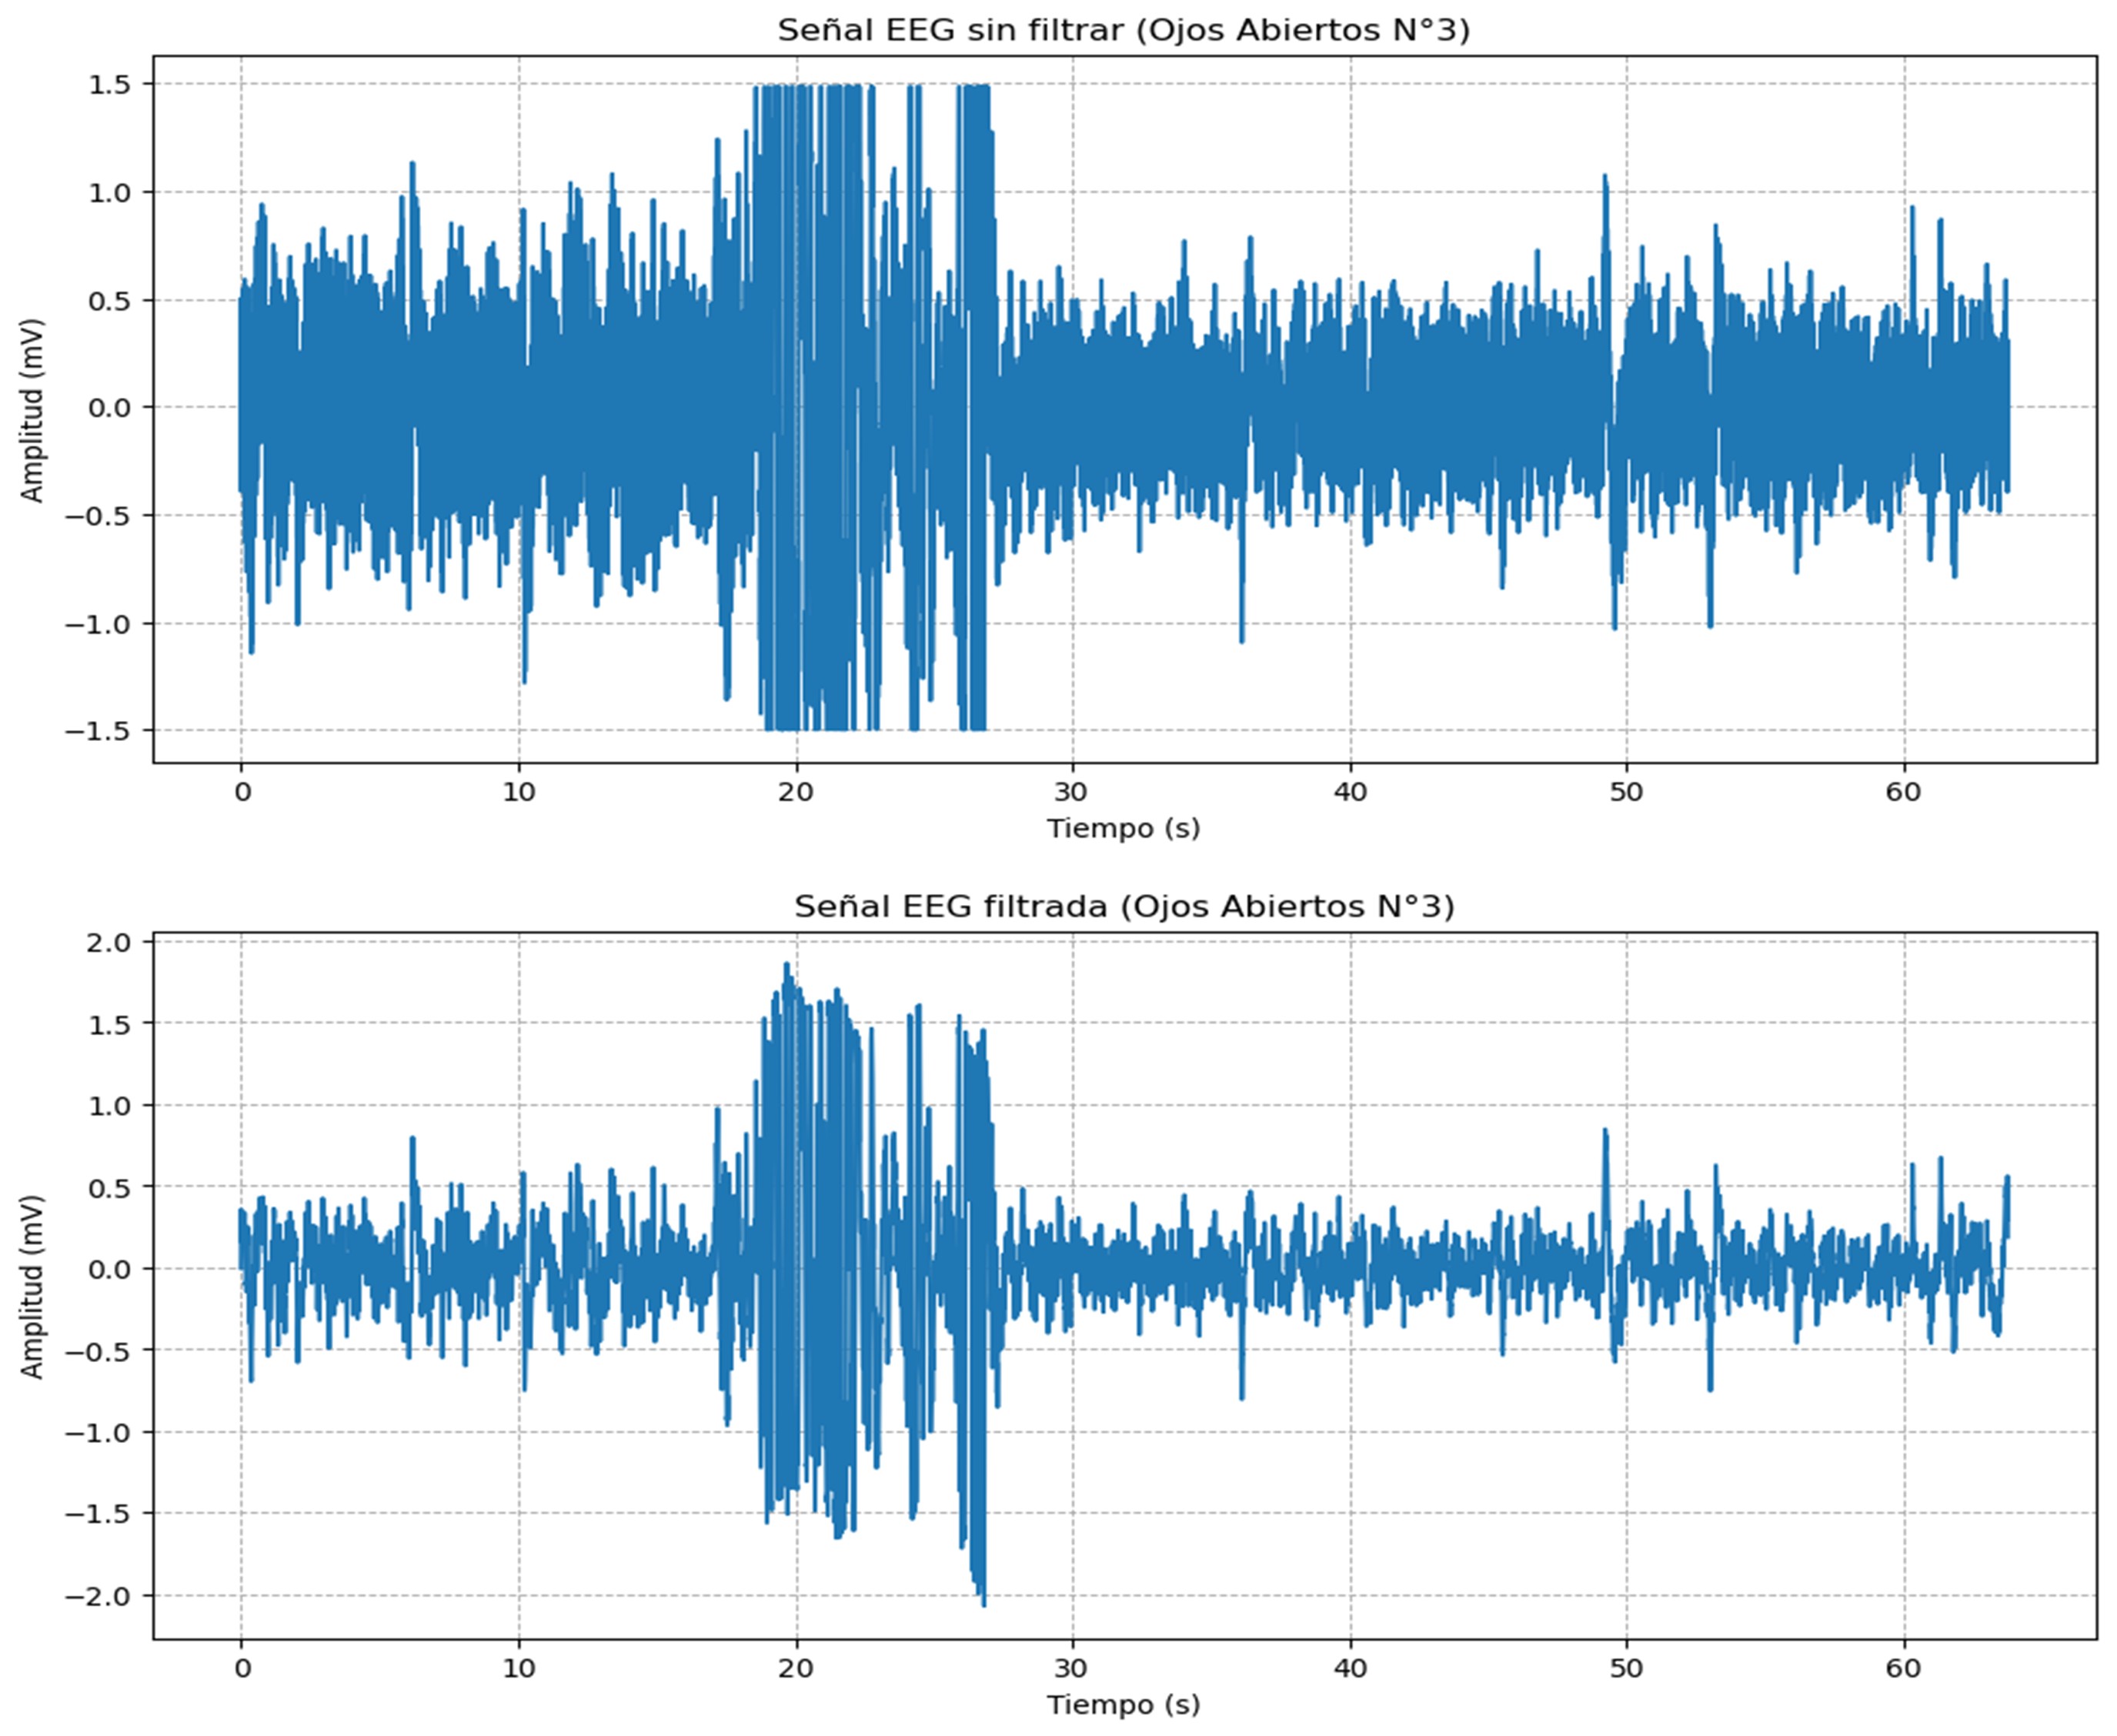 Señal EEG sin filtrar (Ojos Abiertos N°3)
1.5
1.0
0.5
0.0
−0.5
−1.0
−1.5
Amplitud (mV)
0 10 20 30 40 50 60
Tiempo (s)
Señal EEG filtrada (Ojos Abiertos N°3)
2.0
1.5
1.0
0.5
0.0
−0.5
−1.0
−1.5
−2.0
Amplitud (mV)
0 10 20 30 40 50 60
Tiempo (s)